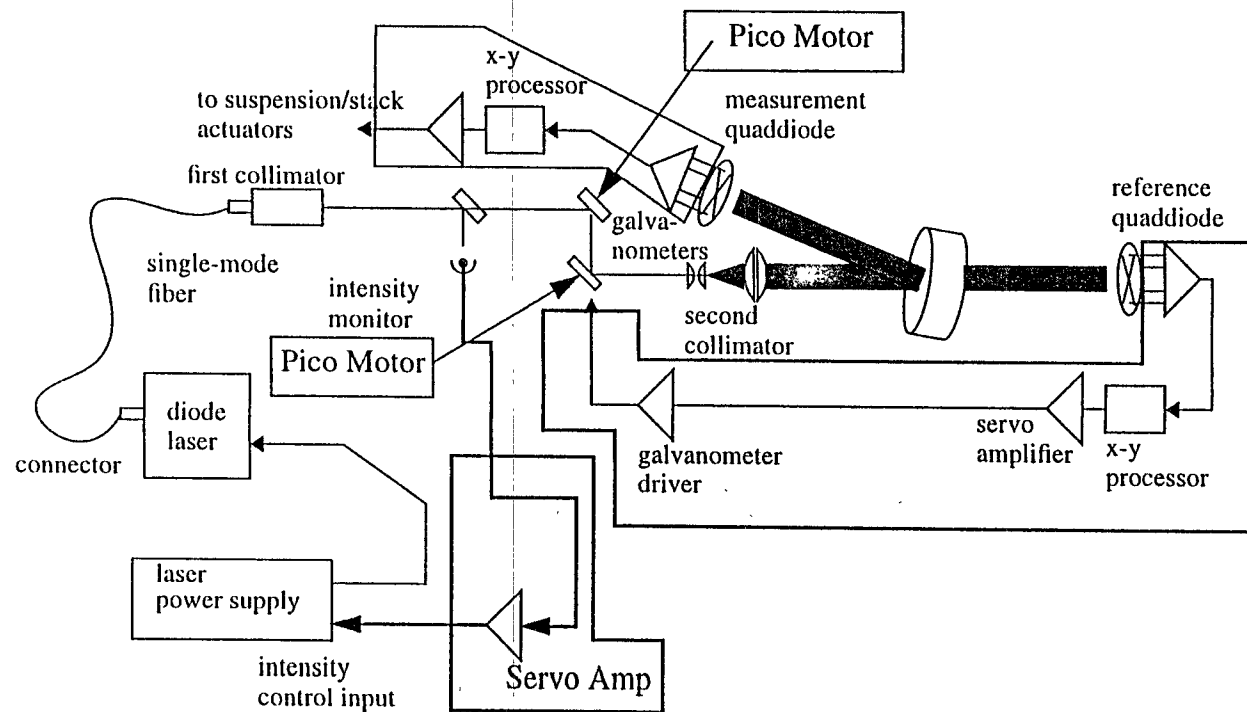 Pico Motor
x-y
processor
measurement
quaddiode
to suspension/stack
actuators
first collimator
reference
quaddiode
galva-
nometers
single-mode
fiber
intensity
monitor
second
collimator
Pico Motor
diode
laser
connector
servo
amplifier
x-y
processor
galvanometer
driver
laser
power supply
intensity
control input
Servo Amp